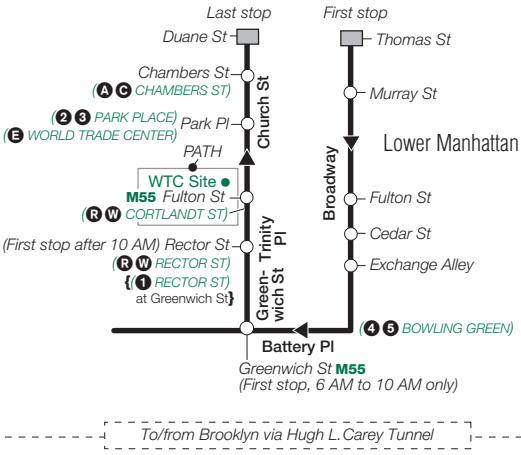 Last stop
Duane St
First stop
Thomas St
Chambers St
(A C CHAMBERS ST)
Murray St
Church St
(2 3 PARK PLACE)
Park Pl
(E WORLD TRADE CENTER)
Lower Manhattan
PATH
WTC Site
M55 Fulton St
(R W CORTLANDT ST)
Broadway
Fulton St
Trinity
Pl
Cedar St
(First stop after 10 AM) Rector St
(R W RECTOR ST)
{(1 RECTOR ST)
at Greenwich St}
Exchange Alley
Green-
wich St
(4 5 BOWLING GREEN)
Battery Pl
Greenwich St M55
(First stop, 6 AM to 10 AM only)
To/from Brooklyn via Hugh L. Carey Tunnel